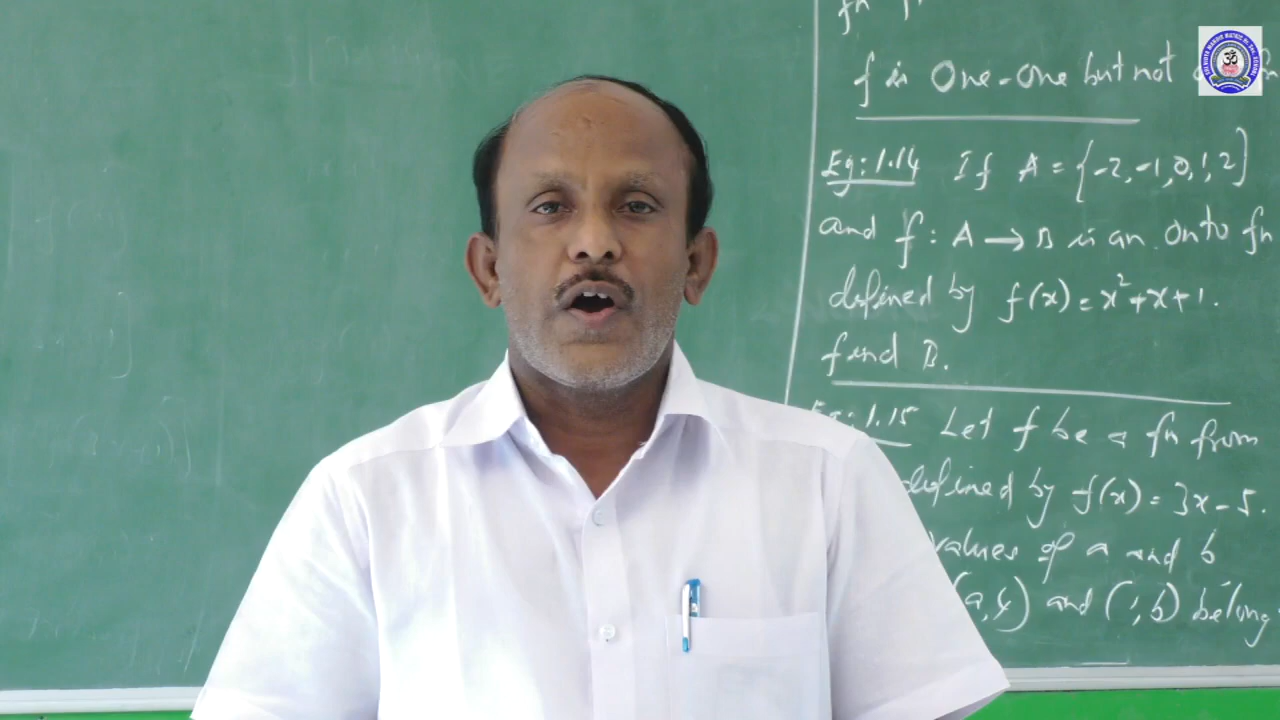 f is One-one but not
Eg: 1.14 If A = {-2, -1, 0, 1, 2}
and f : A → B is an onto fn
defined by f(x) = x² + x + 1.
find B.
Eg: 1.15 Let f be a fn from
defined by f(x) = 3x - 5.
values of a and b
(a, 4) and (1, b) belong